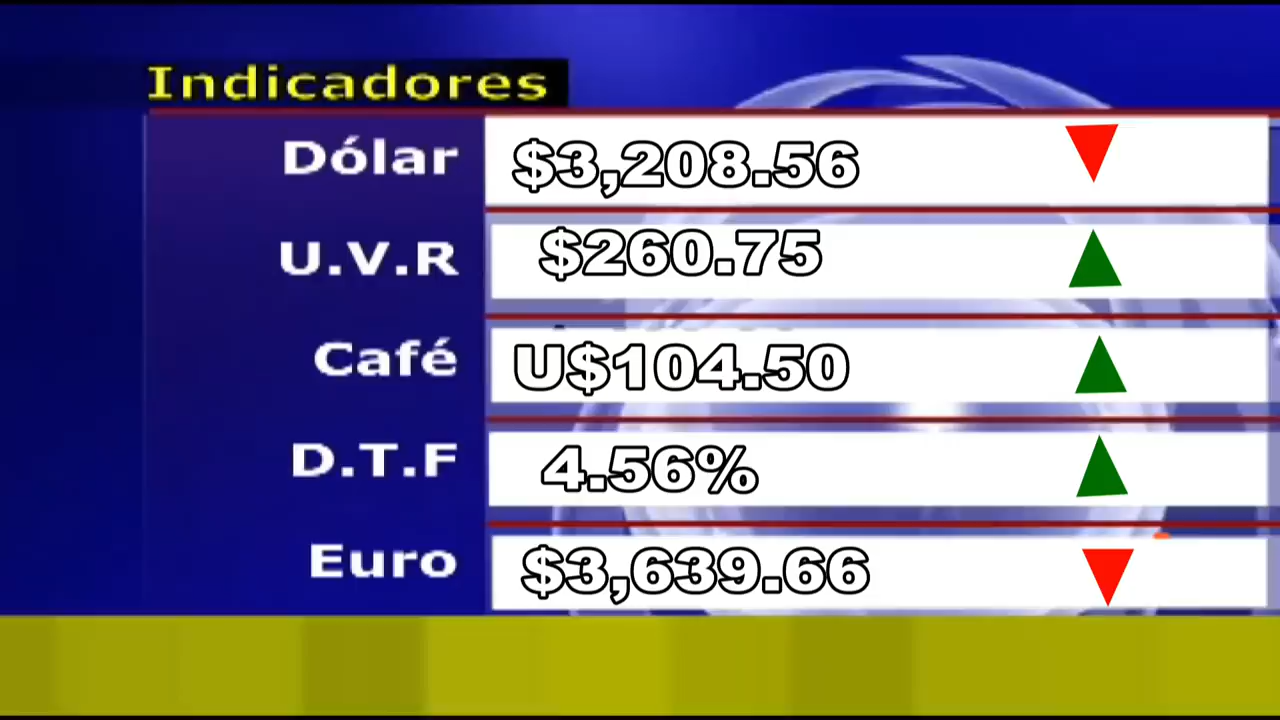 Indicadores
Dólar $3,208.56
U.V.R $260.75
Café U$104.50
D.T.F 4.56%
Euro $3,639.66